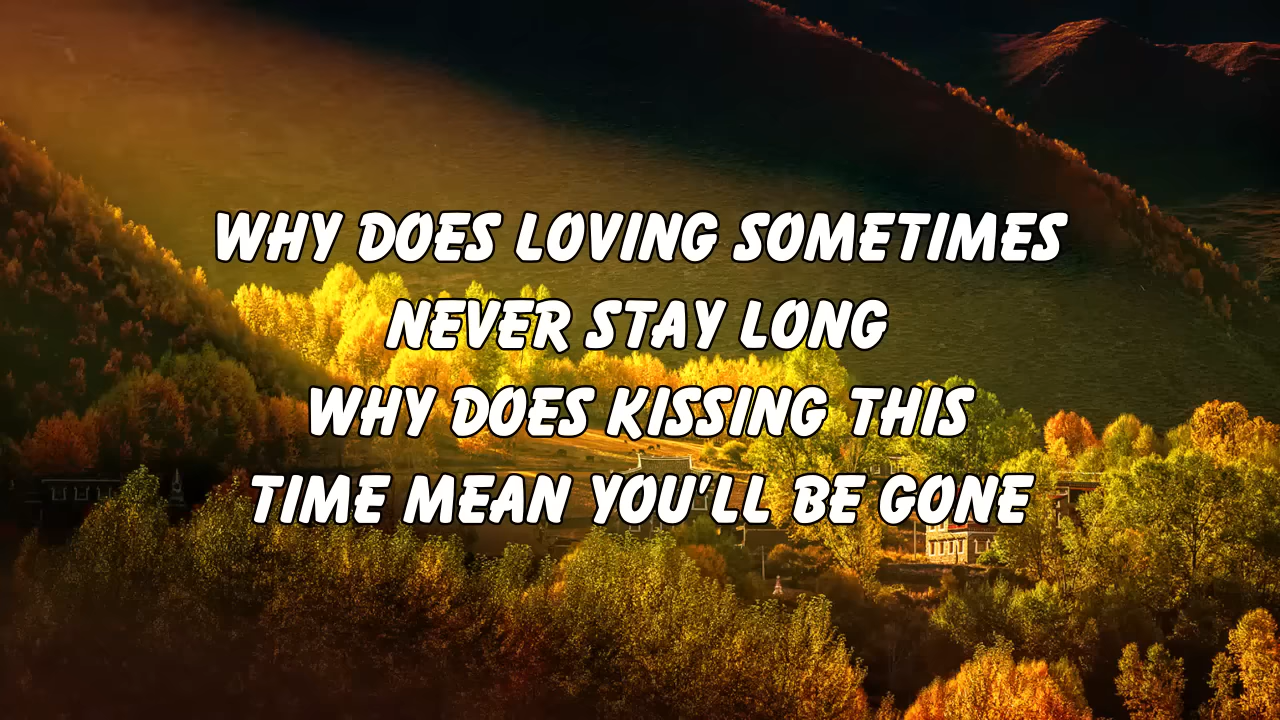 WHY DOES LOVING SOMETIMES
NEVER STAY LONG
WHY DOES KISSING THIS
TIME MEAN YOU'LL BE GONE